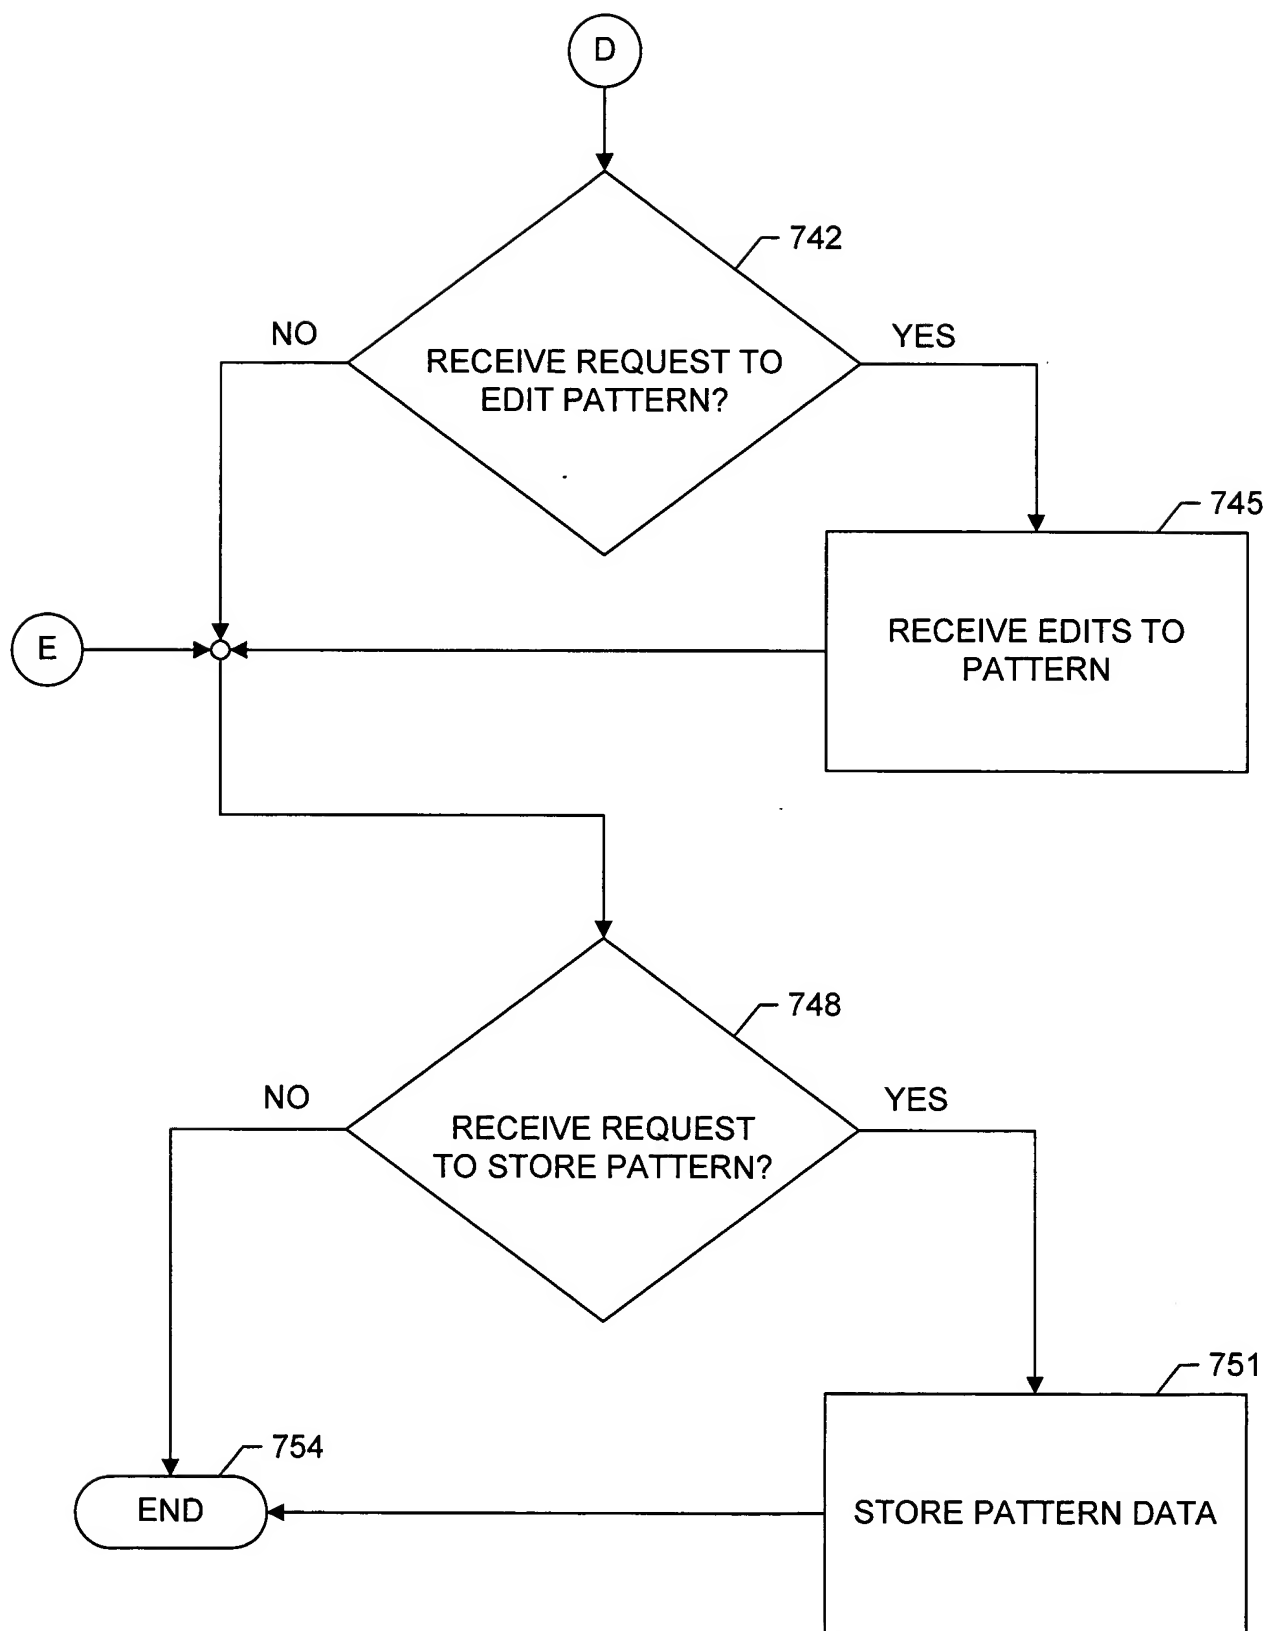 D
742
NO
YES
RECEIVE REQUEST TO
EDIT PATTERN?
745
E
RECEIVE EDITS TO
PATTERN
748
NO
YES
RECEIVE REQUEST
TO STORE PATTERN?
751
754
END
STORE PATTERN DATA